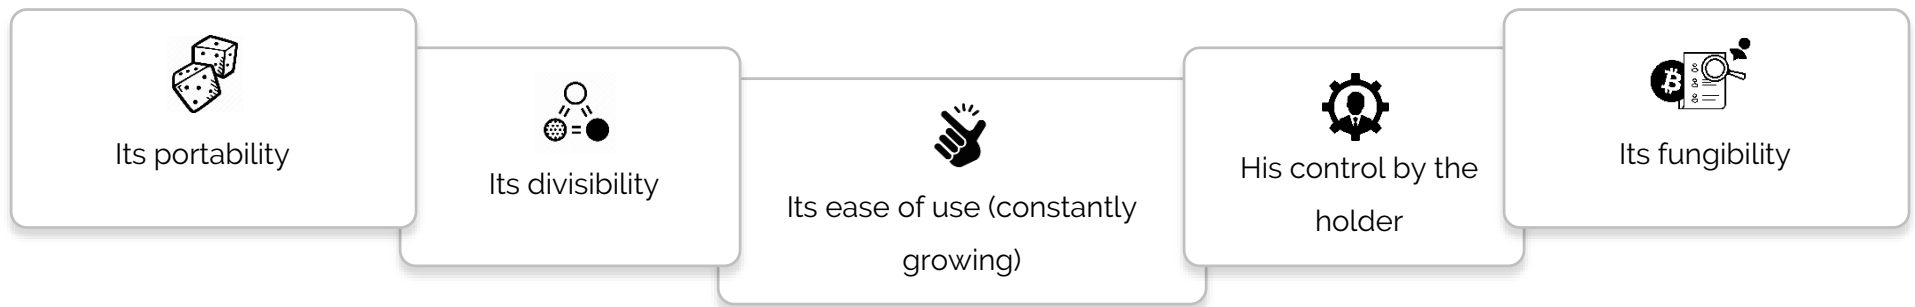 Its portability
Its divisibility
Its ease of use (constantly
growing)
His control by the
holder
Its fungibility